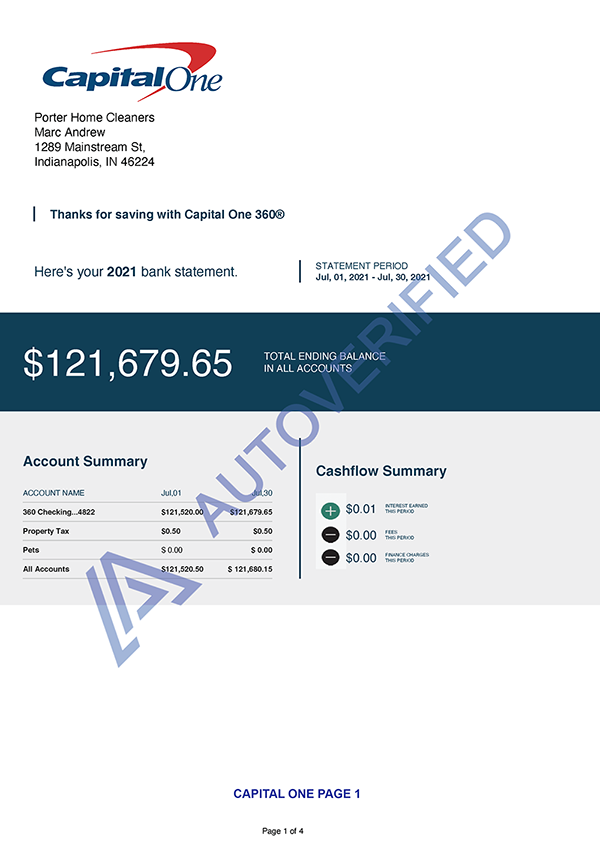 CapitalOne
Porter Home Cleaners
Marc Andrew
1289 Mainstream St,
Indianapolis, IN 46224
Thanks for saving with Capital One 360®
Here's your 2021 bank statement.
STATEMENT PERIOD
Jul, 01, 2021 - Jul, 30, 2021
$121,679.65
TOTAL ENDING BALANCE
IN ALL ACCOUNTS
Account Summary
ACCOUNT NAME Jul,01 Jul,30
360 Checking...4822 $121,520.00 $121,679.65
Property Tax $0.50 $0.50
Pets $ 0.00 $ 0.00
All Accounts $121,520.50 $ 121,680.15
Cashflow Summary
$0.01 INTEREST EARNED
THIS PERIOD
$0.00 FEES
THIS PERIOD
$0.00 FINANCE CHARGES
THIS PERIOD
AUTOVERIFIED
CAPITAL ONE PAGE 1
Page 1 of 4